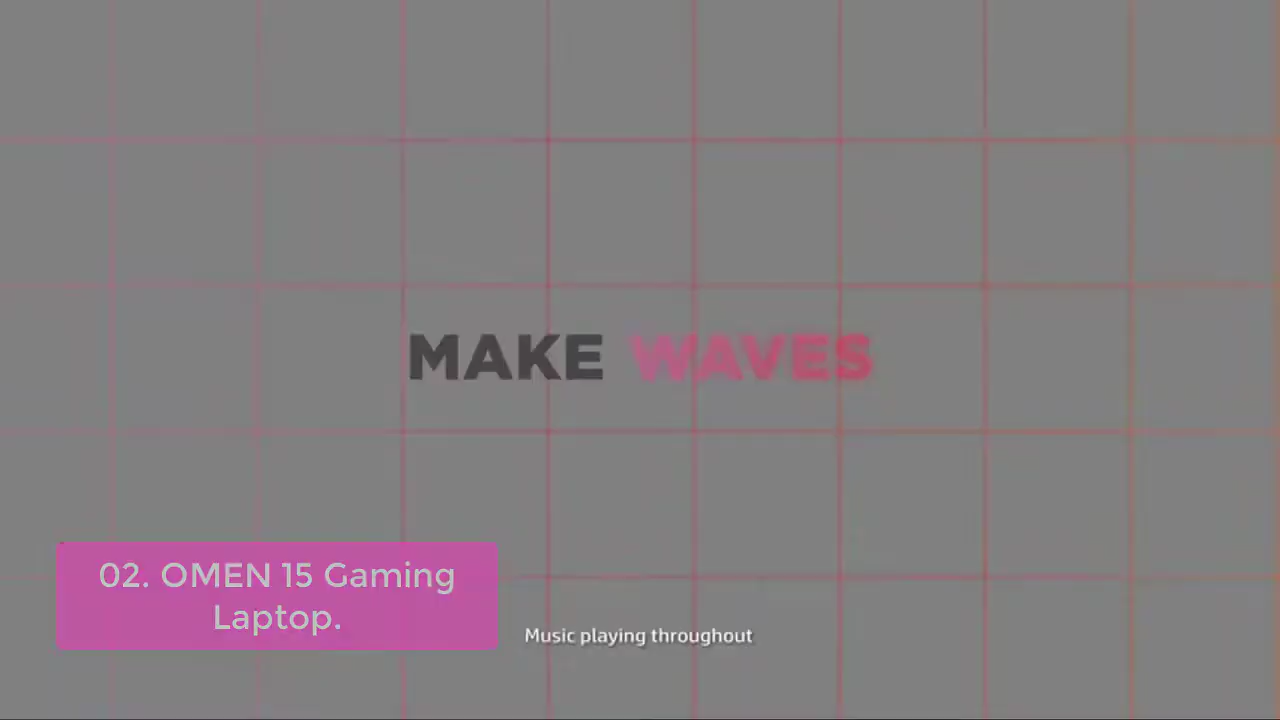 MAKE WAVES
02. OMEN 15 Gaming
Laptop.
Music playing throughout